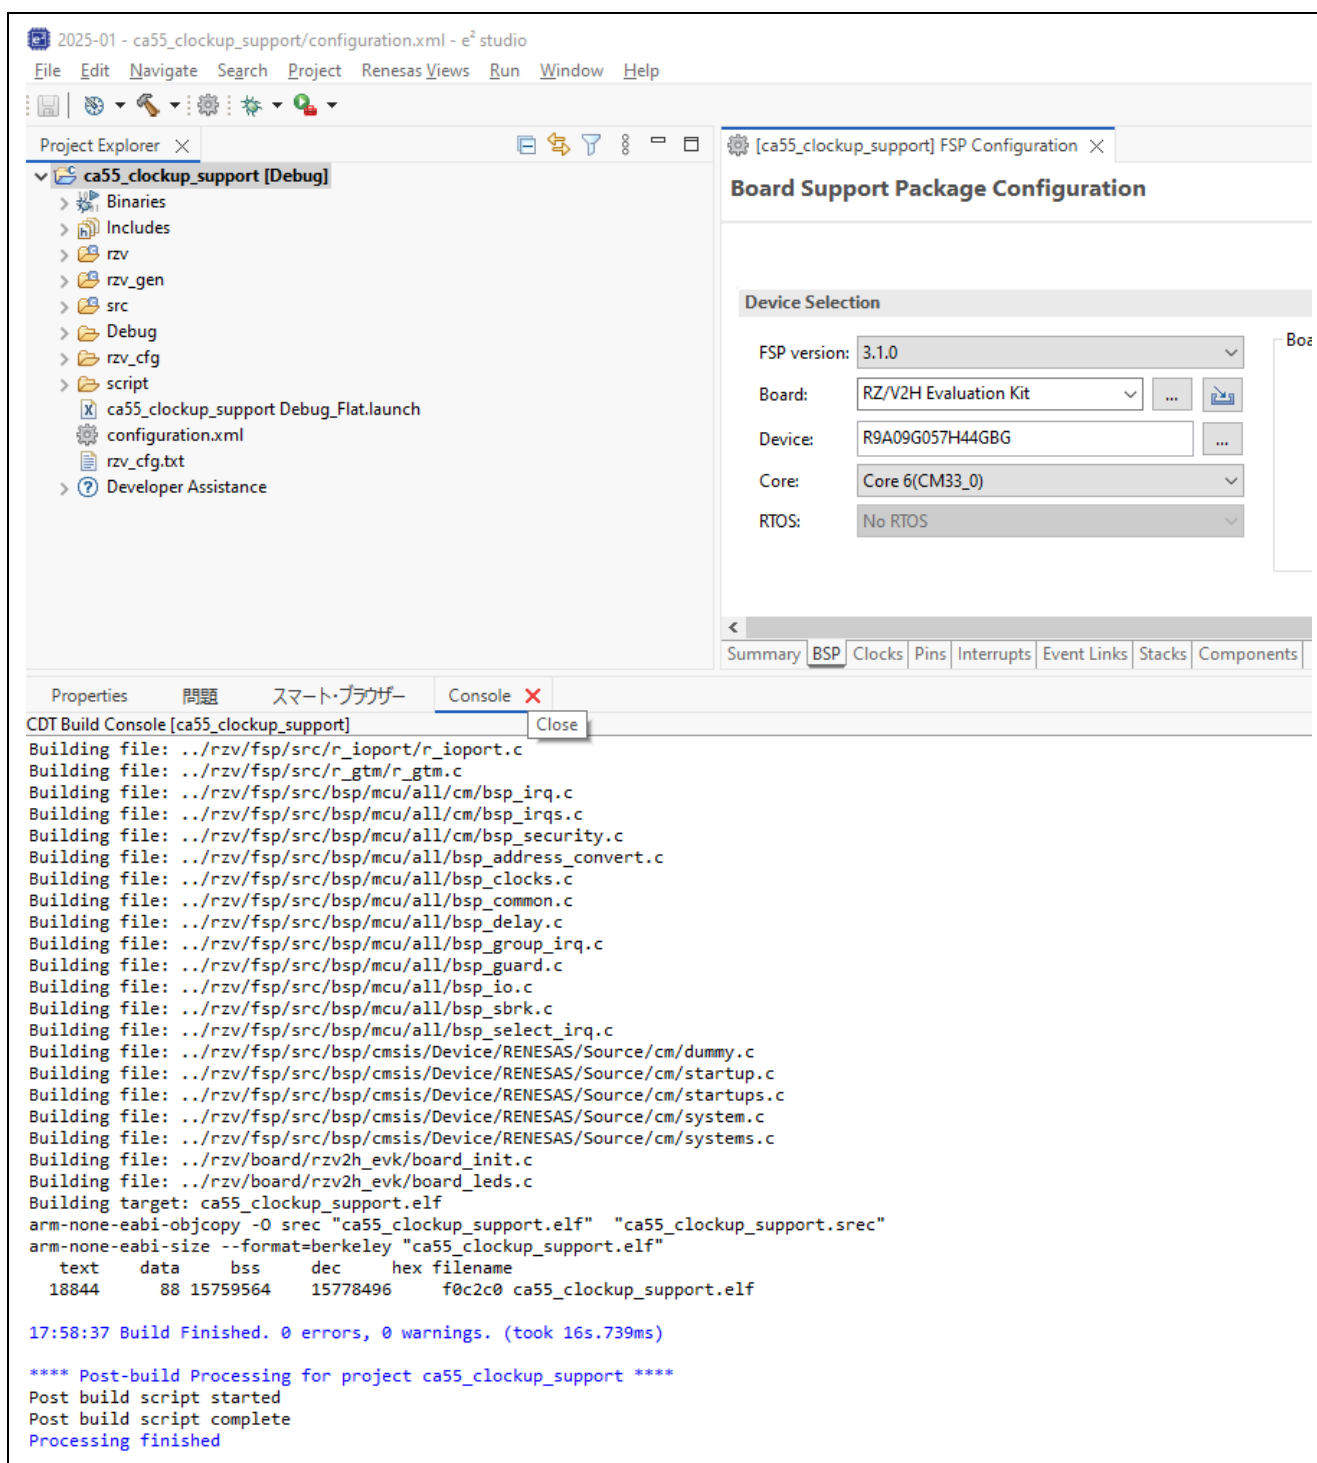 2025-01 - ca55_clockup_support/configuration.xml - e² studio
File Edit Navigate Search Project Renesas Views Run Window Help
Project Explorer
ca55_clockup_support [Debug]
Binaries
Includes
rzv
rzv_gen
src
Debug
rzv_cfg
script
ca55_clockup_support Debug_Flat.launch
configuration.xml
rzv_cfg.txt
Developer Assistance
[ca55_clockup_support] FSP Configuration
Board Support Package Configuration
Device Selection
FSP version: 3.1.0
Board: RZ/V2H Evaluation Kit ...
Device: R9A09G057H44GBG ...
Core: Core 6(CM33_0)
RTOS: No RTOS
Boa
Summary BSP Clocks Pins Interrupts Event Links Stacks Components
Properties 問題 スマート・ブラウザー Console
CDT Build Console [ca55_clockup_support]
Close
Building file: ../rzv/fsp/src/r_ioport/r_ioport.c
Building file: ../rzv/fsp/src/r_gtm/r_gtm.c
Building file: ../rzv/fsp/src/bsp/mcu/all/cm/bsp_irq.c
Building file: ../rzv/fsp/src/bsp/mcu/all/cm/bsp_irqs.c
Building file: ../rzv/fsp/src/bsp/mcu/all/cm/bsp_security.c
Building file: ../rzv/fsp/src/bsp/mcu/all/bsp_address_convert.c
Building file: ../rzv/fsp/src/bsp/mcu/all/bsp_clocks.c
Building file: ../rzv/fsp/src/bsp/mcu/all/bsp_common.c
Building file: ../rzv/fsp/src/bsp/mcu/all/bsp_delay.c
Building file: ../rzv/fsp/src/bsp/mcu/all/bsp_group_irq.c
Building file: ../rzv/fsp/src/bsp/mcu/all/bsp_guard.c
Building file: ../rzv/fsp/src/bsp/mcu/all/bsp_io.c
Building file: ../rzv/fsp/src/bsp/mcu/all/bsp_sbrk.c
Building file: ../rzv/fsp/src/bsp/mcu/all/bsp_select_irq.c
Building file: ../rzv/fsp/src/bsp/cmsis/Device/RENESAS/Source/cm/dummy.c
Building file: ../rzv/fsp/src/bsp/cmsis/Device/RENESAS/Source/cm/startup.c
Building file: ../rzv/fsp/src/bsp/cmsis/Device/RENESAS/Source/cm/startups.c
Building file: ../rzv/fsp/src/bsp/cmsis/Device/RENESAS/Source/cm/system.c
Building file: ../rzv/fsp/src/bsp/cmsis/Device/RENESAS/Source/cm/systems.c
Building file: ../rzv/board/rzv2h_evk/board_init.c
Building file: ../rzv/board/rzv2h_evk/board_leds.c
Building target: ca55_clockup_support.elf
arm-none-eabi-objcopy -O srec "ca55_clockup_support.elf" "ca55_clockup_support.srec"
arm-none-eabi-size --format=berkeley "ca55_clockup_support.elf"
text data bss dec hex filename
18844 88 15759564 15778496 f0c2c0 ca55_clockup_support.elf
17:58:37 Build Finished. 0 errors, 0 warnings. (took 16s.739ms)
**** Post-build Processing for project ca55_clockup_support ****
Post build script started
Post build script complete
Processing finished